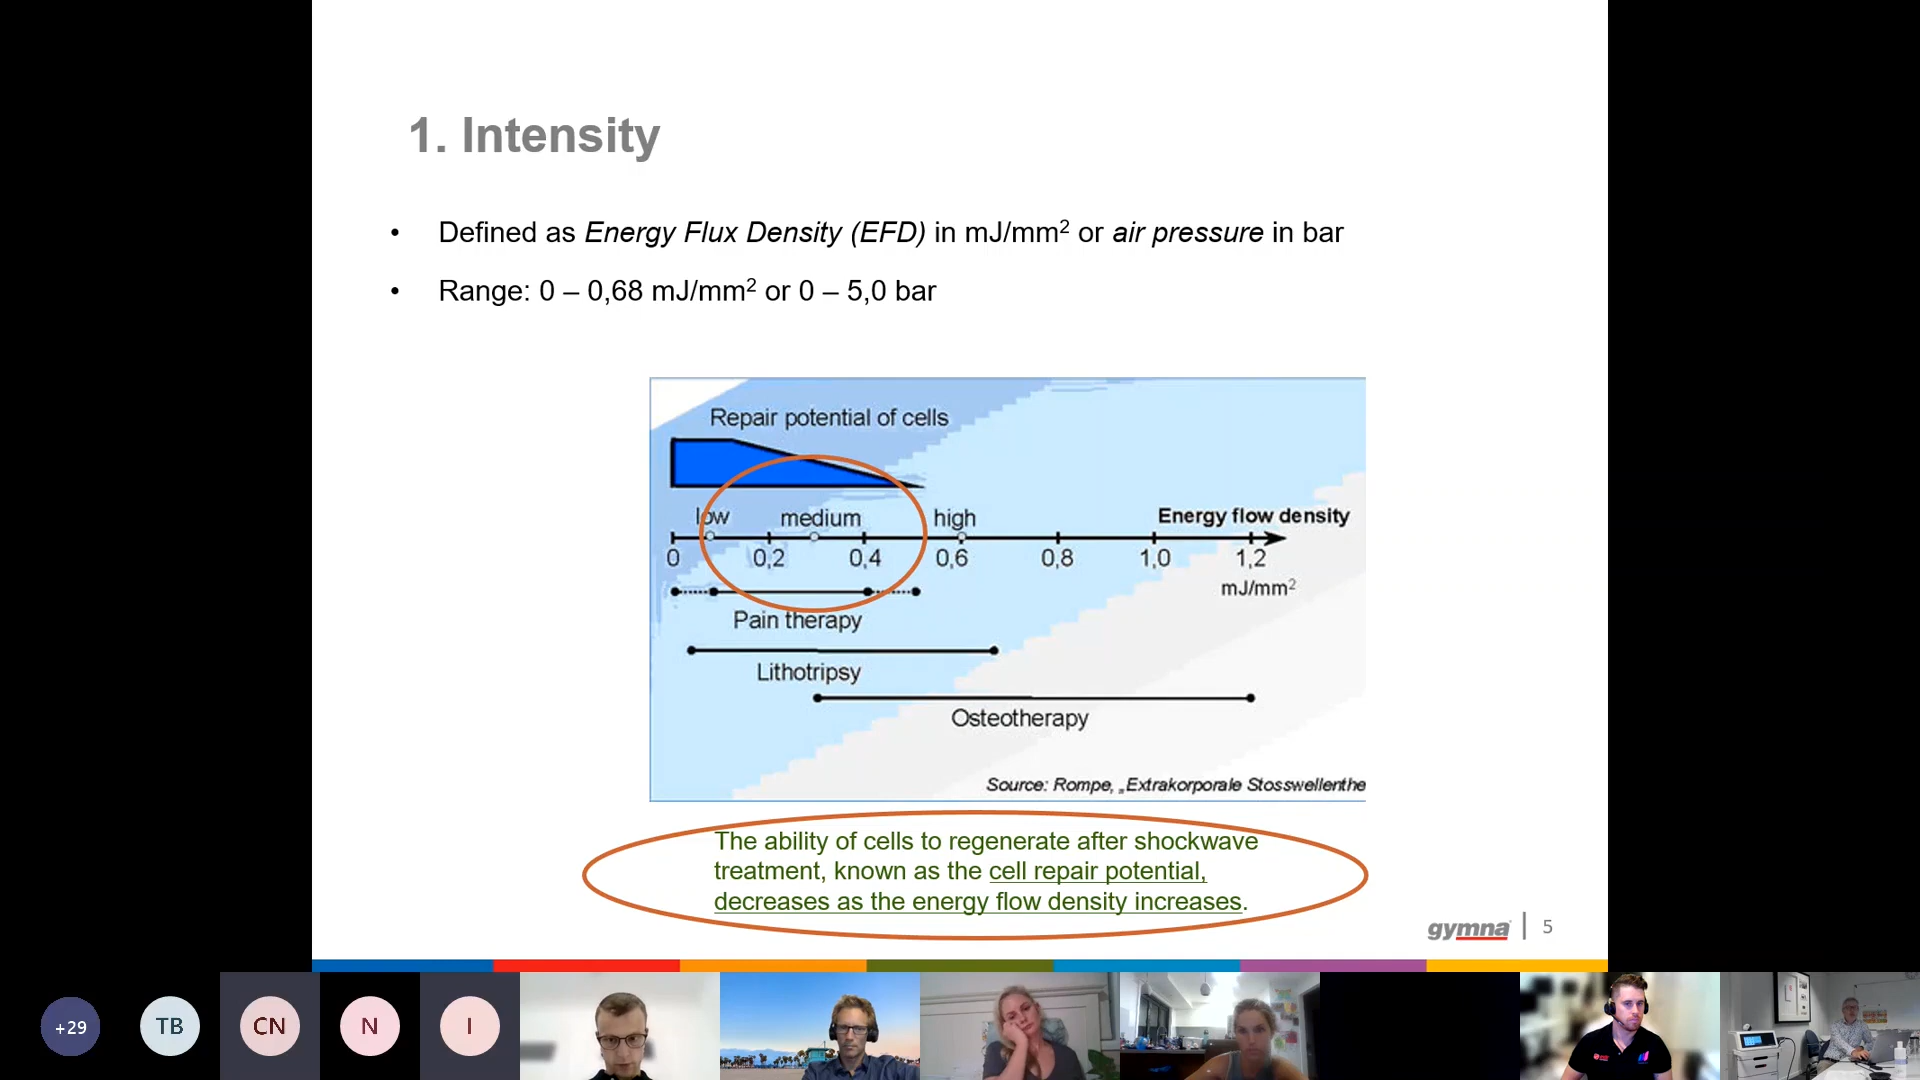 1. Intensity
• Defined as Energy Flux Density (EFD) in mJ/mm² or air pressure in bar
• Range: 0 – 0,68 mJ/mm² or 0 – 5,0 bar
Repair potential of cells
low medium high Energy flow density
0 0,2 0,4 0,6 0,8 1,0 1,2
mJ/mm²
Pain therapy
Lithotripsy
Osteotherapy
Source: Rompe, „Extrakorporale Stosswellenthe
The ability of cells to regenerate after shockwave
treatment, known as the cell repair potential,
decreases as the energy flow density increases.
gymna 5
+29 TB CN N I